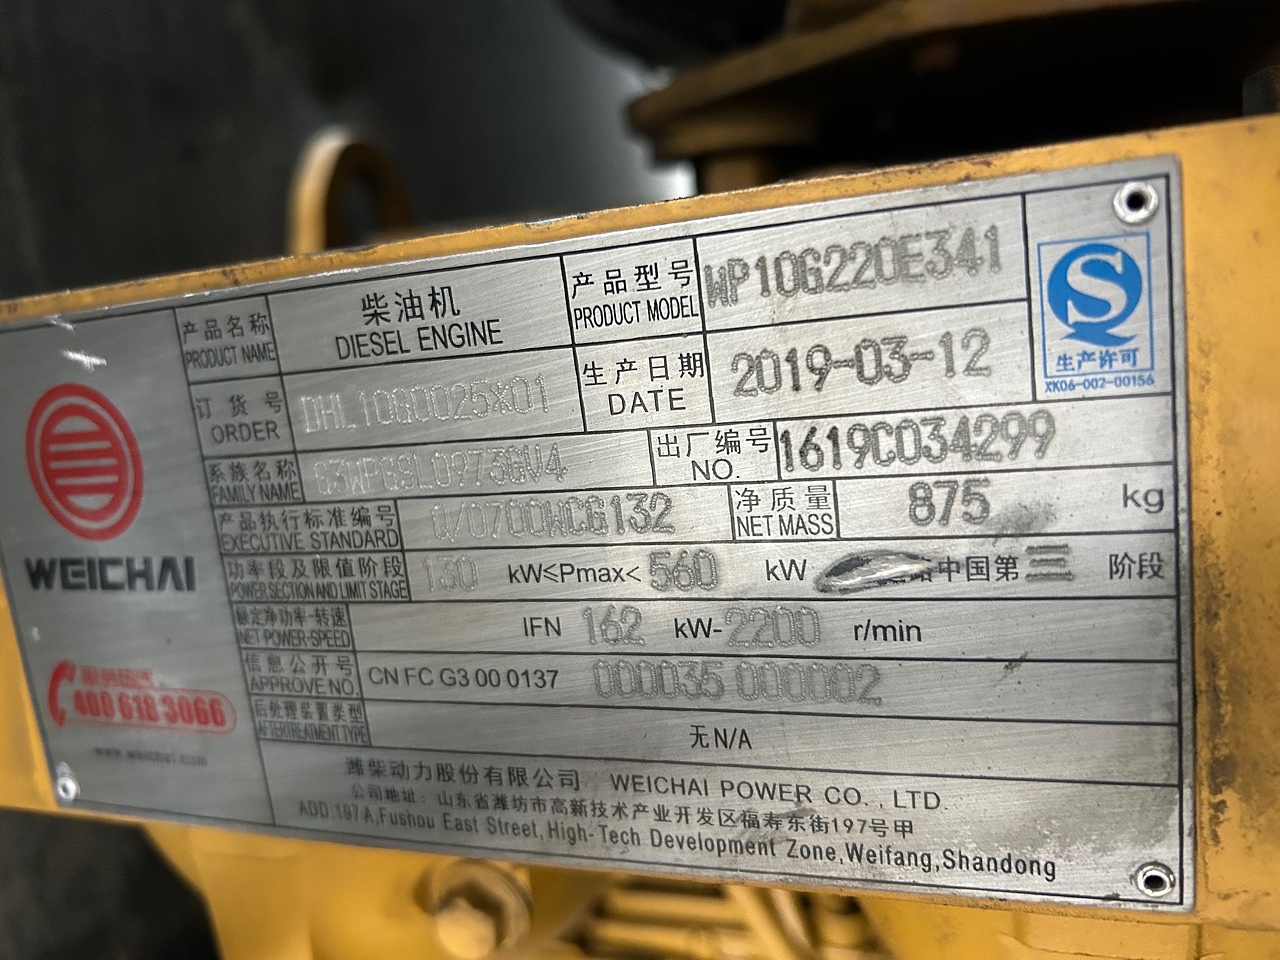 产品名称
PRODUCT NAME
柴油机
DIESEL ENGINE
产品型号
PRODUCT MODEL
WP10G220E341
订货号
ORDER
DHL10G0025X01
生产日期
DATE
2019-03-12
生产许可
XK06-002-00156
系族名称
FAMILY NAME
G3WPG9L0973GV4
出厂编号
NO.
1619C034299
产品执行标准编号
EXECUTIVE STANDARD
Q/0700WCG132
净质量
NET MASS
875 kg
功率段及限值阶段
POWER SECTION AND LIMIT STAGE
130 kW≤Pmax<560 kW 中国第三 阶段
额定净功率-转速
NET POWER-SPEED
IFN 162 kW-2200 r/min
信息公开号
APPROVE NO.
CN FC G3 00 0137 000035 000002
后处理装置类型
AFTERTREATMENT TYPE
无N/A
WEICHAI
400 618 3066
www.weichai.com
潍柴动力股份有限公司 WEICHAI POWER CO., LTD.
公司地址：山东省潍坊市高新技术产业开发区福寿东街197号甲
ADD:197 A,Fushou East Street,High-Tech Development Zone,Weifang,Shandong